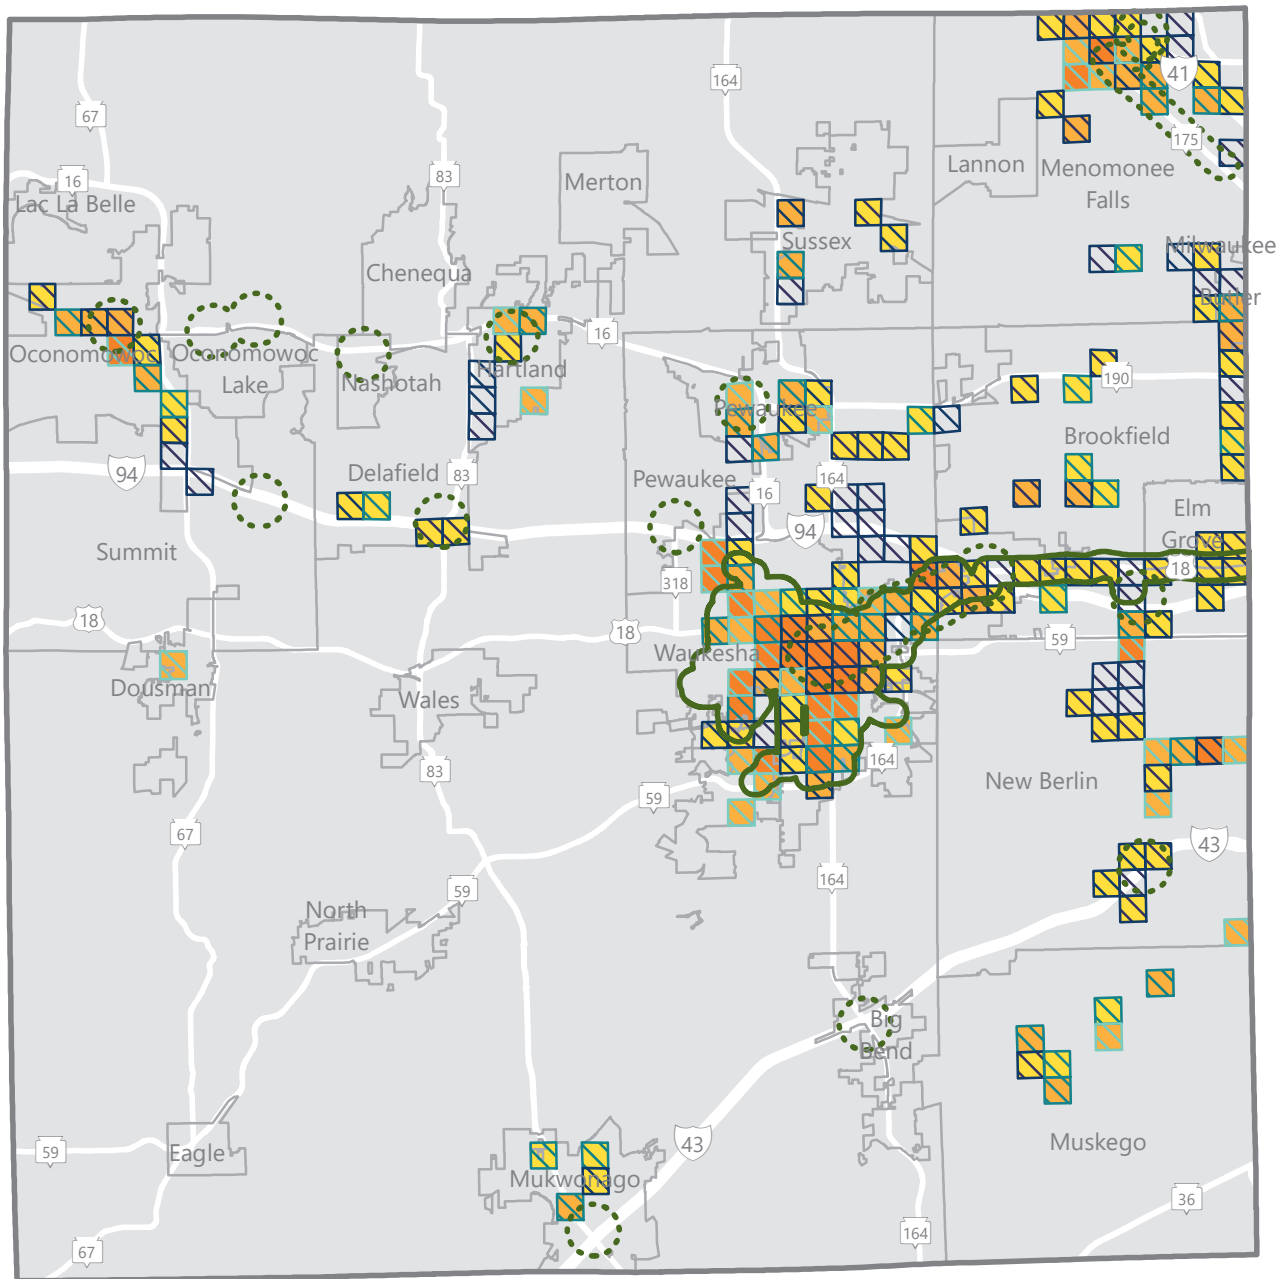 41
164
67
175
Lannon
Menomonee
Falls
83
16
Merton
Lac La Belle
Sussex
Milwaukee
Chenequa
Butler
16
Oconomowoc
Oconomowoc
Lake
Hartland
Nashotah
190
Pewaukee
Brookfield
94
Delafield
83
Pewaukee
164
16
Elm
Grove
94
Summit
318
18
18
18
59
Waukesha
Dousman
Wales
164
New Berlin
83
59
67
43
164
59
North
Prairie
Big
Bend
59
Eagle
43
Muskego
Mukwonago
36
67
164